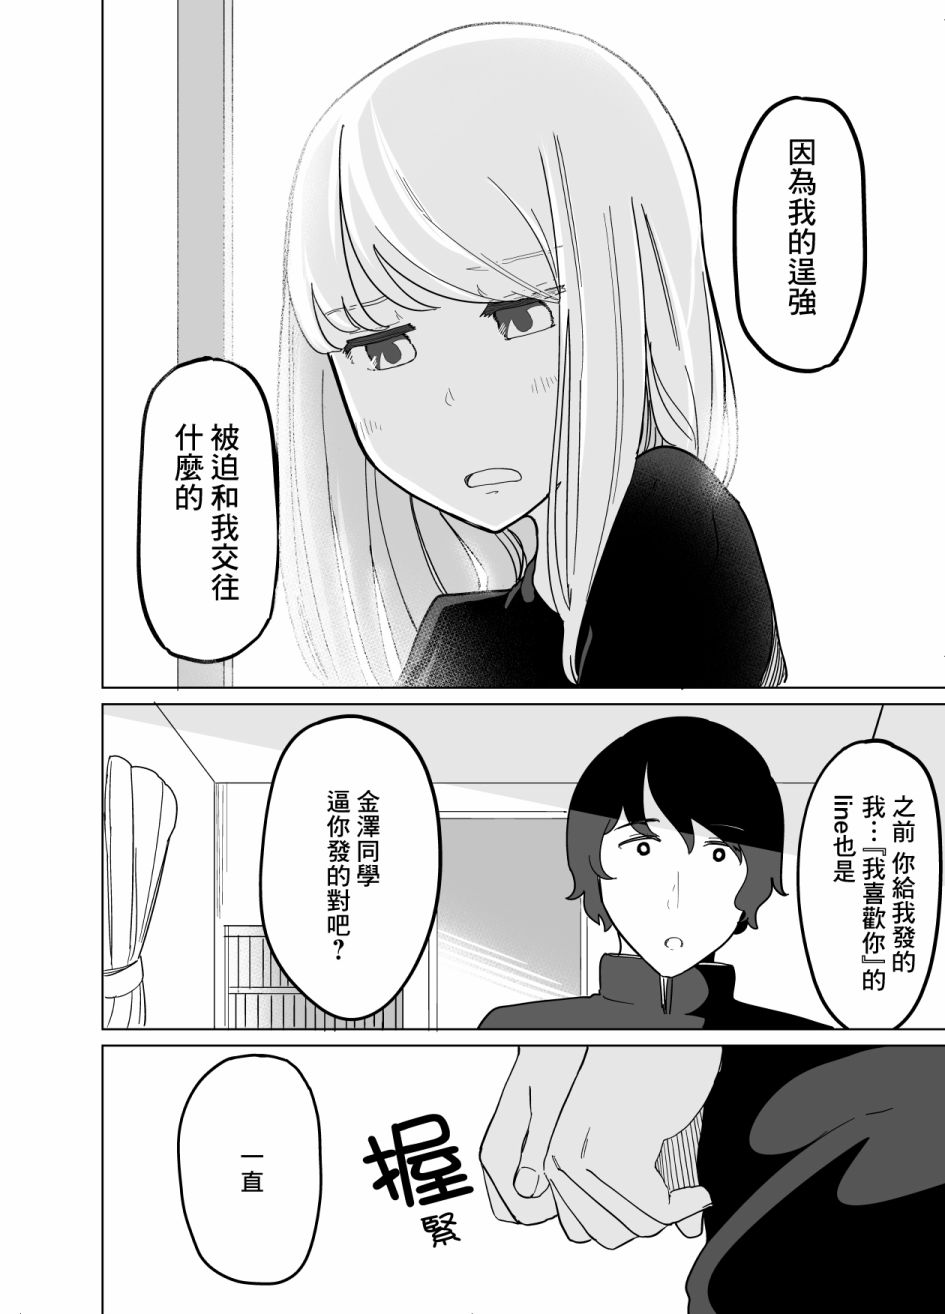 因為我的逞強
被迫和我交往
什麼的
之前 你給我發的
我…『我喜歡你』的
line也是
金澤同學
逼你發的對吧？
握
緊
一直